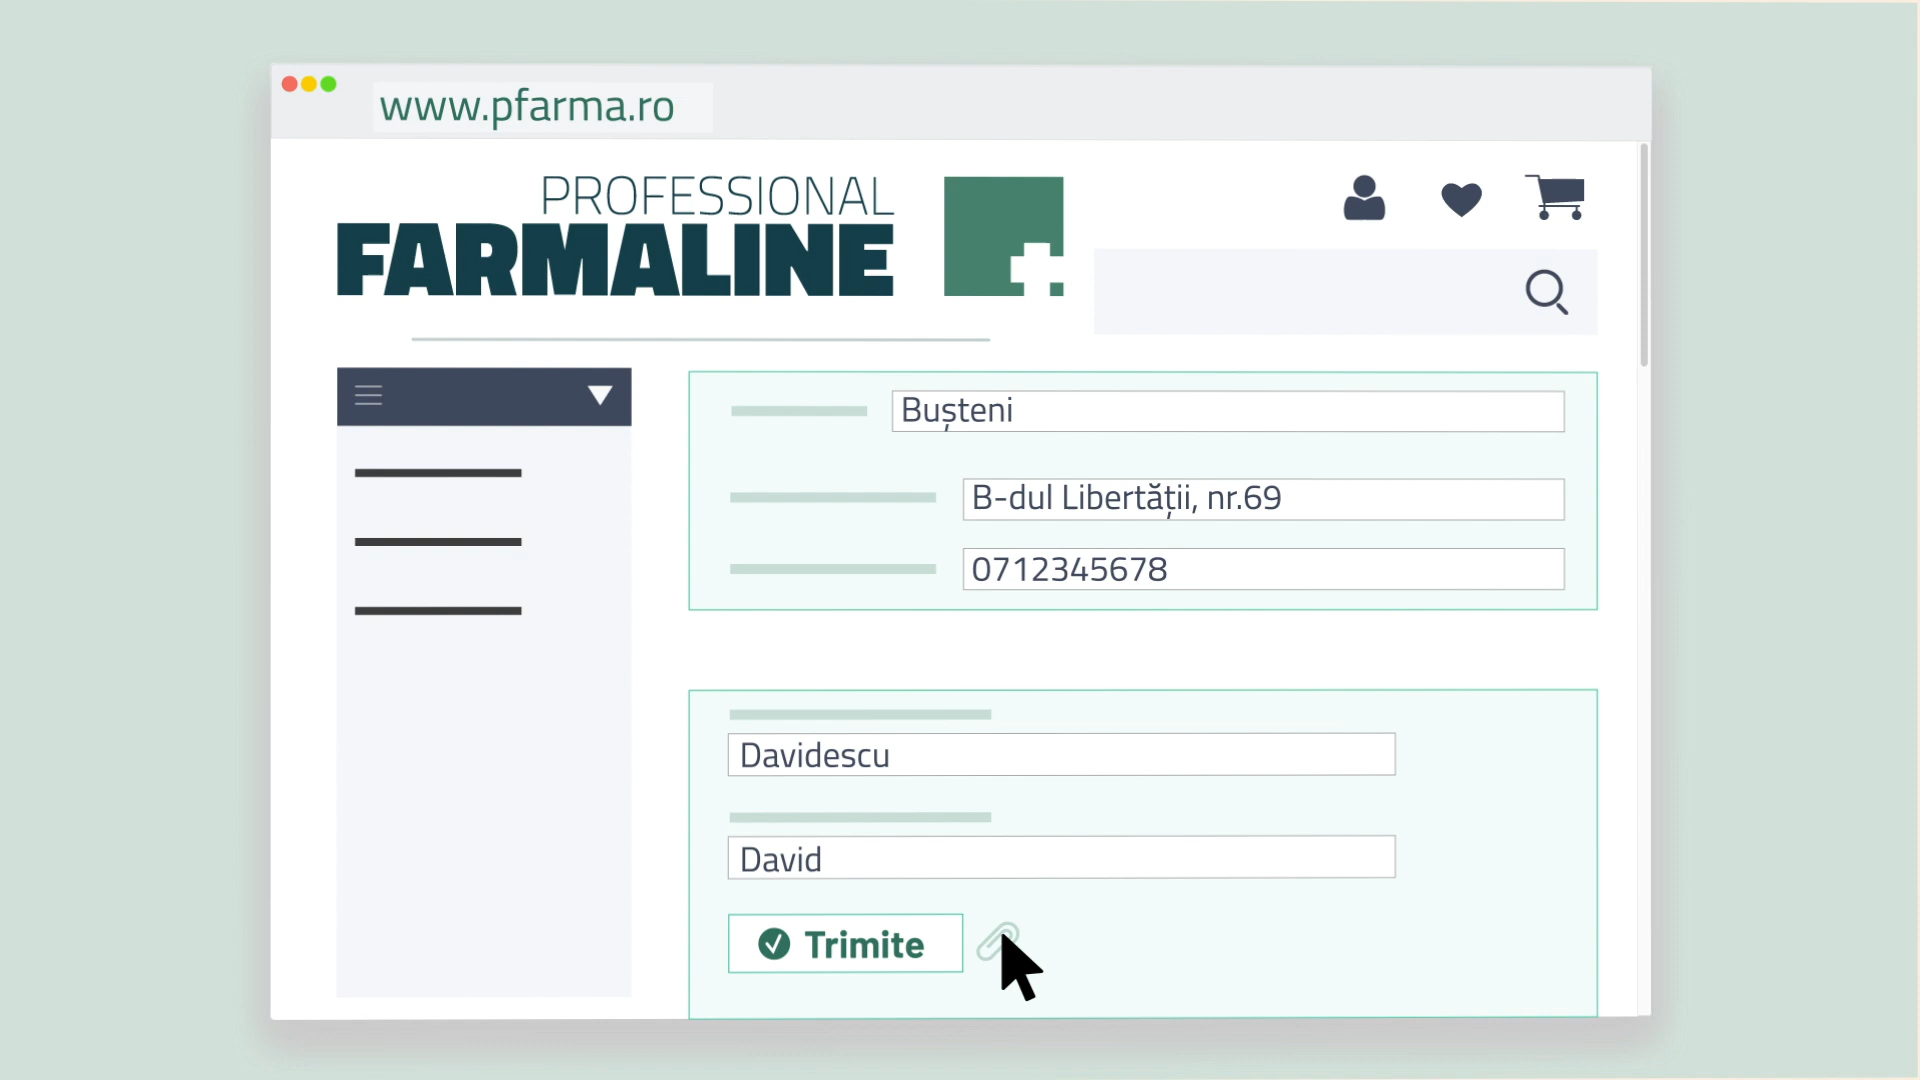 www.pfarma.ro
PROFESSIONAL
FARMALINE
Bușteni
B-dul Libertății, nr.69
0712345678
Davidescu
David
Trimite